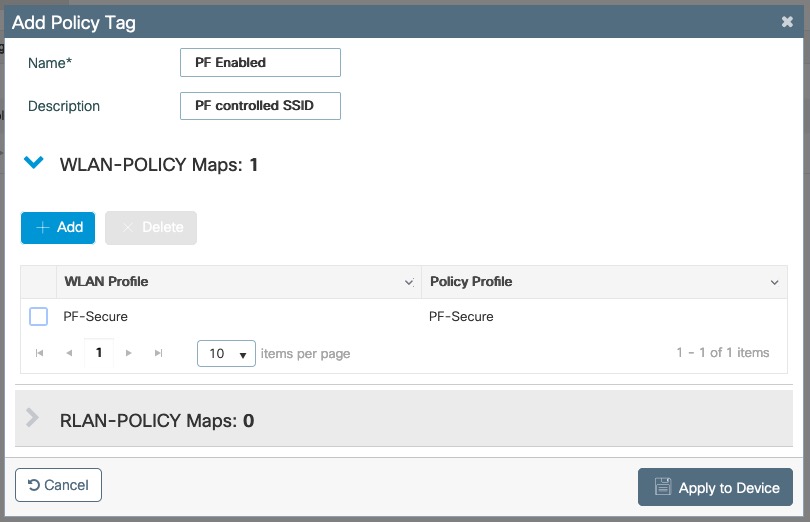 Add Policy Tag
Name* PF Enabled
Description PF controlled SSID
WLAN-POLICY Maps: 1
+ Add × Delete
WLAN Profile Policy Profile
PF-Secure PF-Secure
1 10 items per page 1 - 1 of 1 items
RLAN-POLICY Maps: 0
Cancel Apply to Device